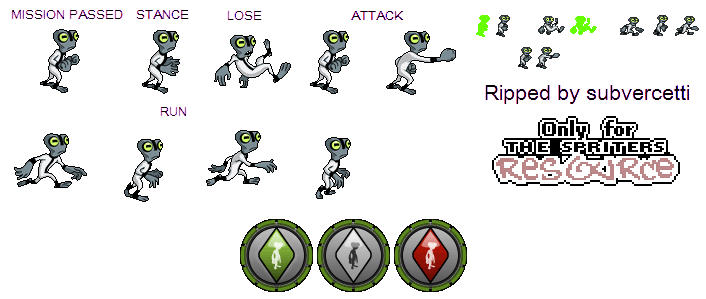 MISSION PASSED
STANCE
LOSE
ATTACK
RUN
Ripped by subvercetti
Only for
THE SPRITERS
RESOURCE